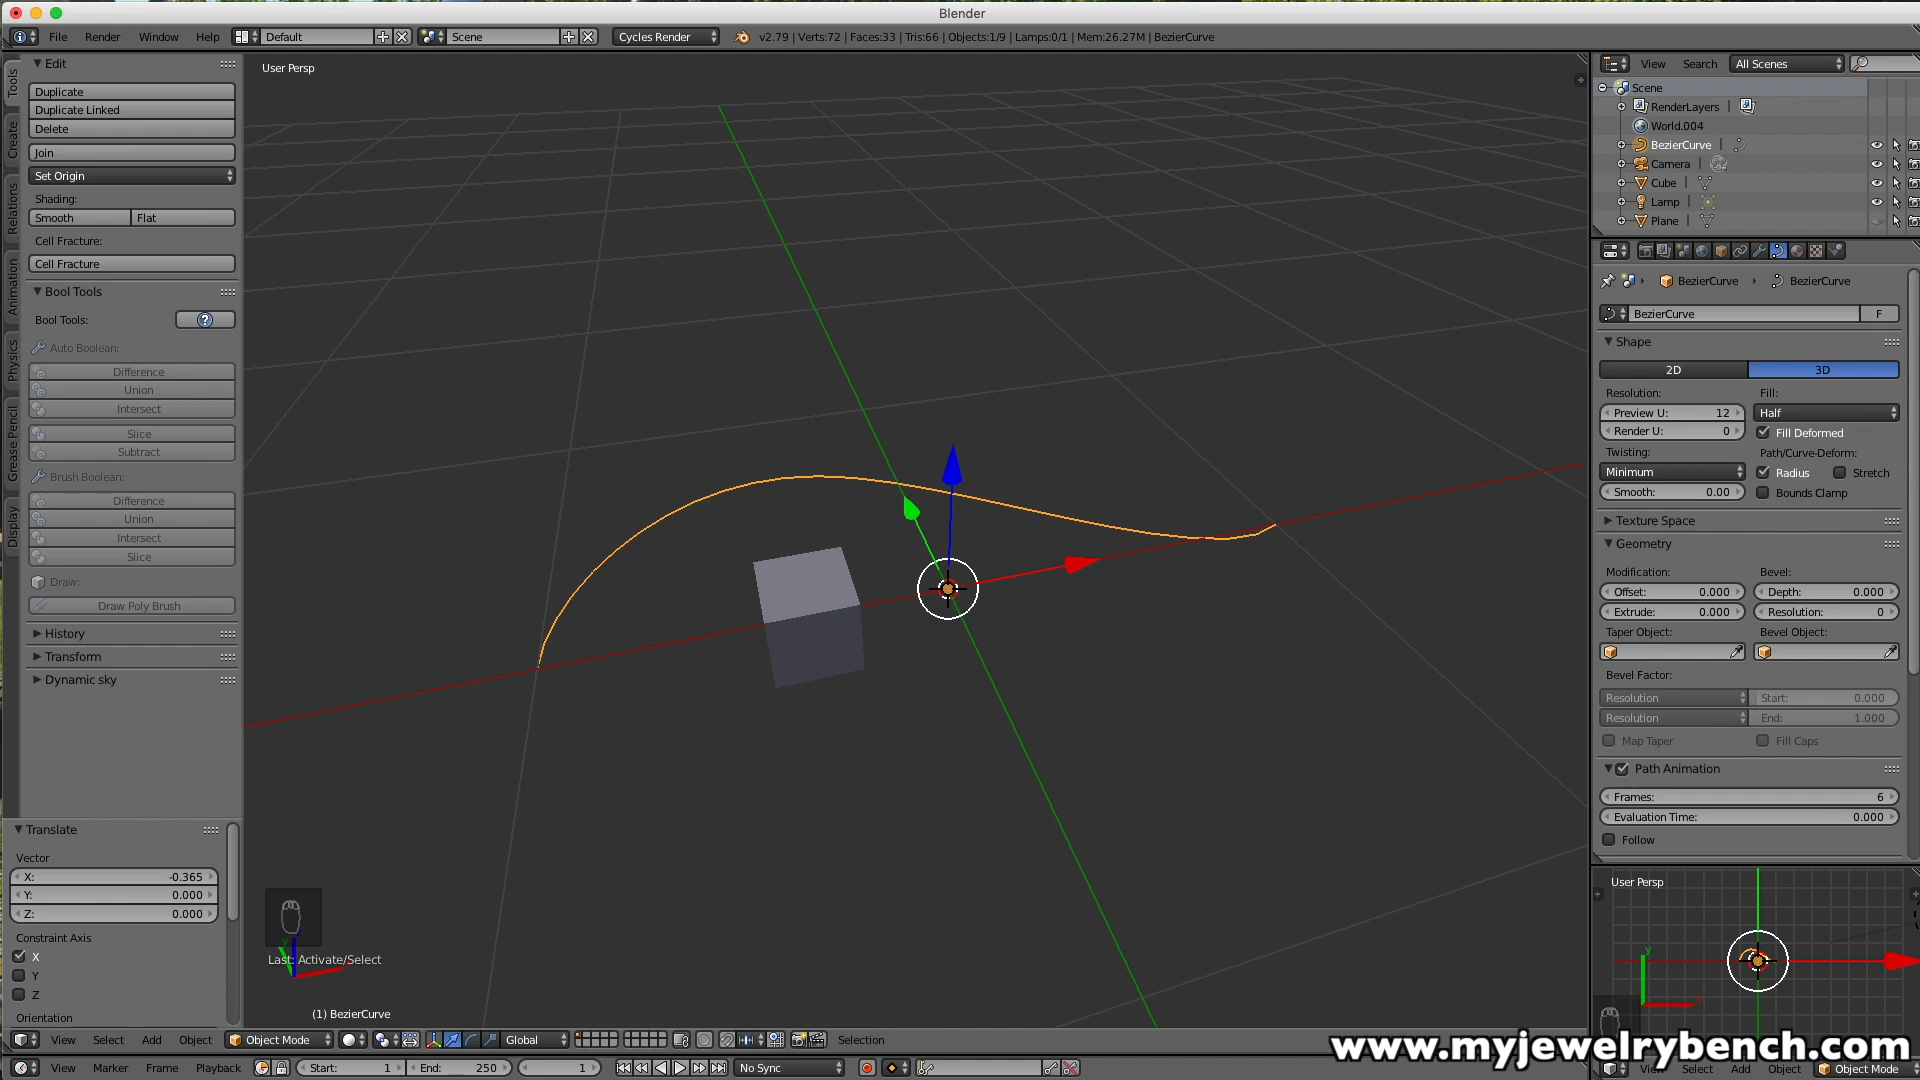 Blender
File Render Window Help Default Scene Cycles Render v2.79 | Verts:72 | Faces:33 | Tris:66 | Objects:1/9 | Lamps:0/1 | Mem:26.27M | BezierCurve
Tools
Create
Relations
Animation
Physics
Grease Pencil
Display
Edit
Duplicate
Duplicate Linked
Delete
Join
Set Origin
Shading:
Smooth Flat
Cell Fracture:
Cell Fracture
Bool Tools
Bool Tools: ?
Auto Boolean:
Difference
Union
Intersect
Slice
Subtract
Brush Boolean:
Difference
Union
Intersect
Slice
Draw:
Draw Poly Brush
History
Transform
Dynamic sky
Translate
Vector
X: -0.365
Y: 0.000
Z: 0.000
Constraint Axis
X
Y
Z
Orientation
User Persp
Last: Activate/Select
(1) BezierCurve
View Select Add Object Object Mode Global Selection
View Marker Frame Playback Start: 1 End: 250 1 No Sync
View Search All Scenes
Scene
RenderLayers |
World.004
BezierCurve |
Camera |
Cube |
Lamp |
Plane |
BezierCurve BezierCurve
BezierCurve F
Shape
2D 3D
Resolution: Fill:
Preview U: 12 Half
Render U: 0 Fill Deformed
Twisting: Path/Curve-Deform:
Minimum Radius Stretch
Smooth: 0.00 Bounds Clamp
Texture Space
Geometry
Modification: Bevel:
Offset: 0.000 Depth: 0.000
Extrude: 0.000 Resolution: 0
Taper Object: Bevel Object:
Bevel Factor:
Resolution Start: 0.000
Resolution End: 1.000
Map Taper Fill Caps
Path Animation
Frames: 6
Evaluation Time: 0.000
Follow
User Persp
y
www.myjewelrybench.com
View Select Add Object Object Mode